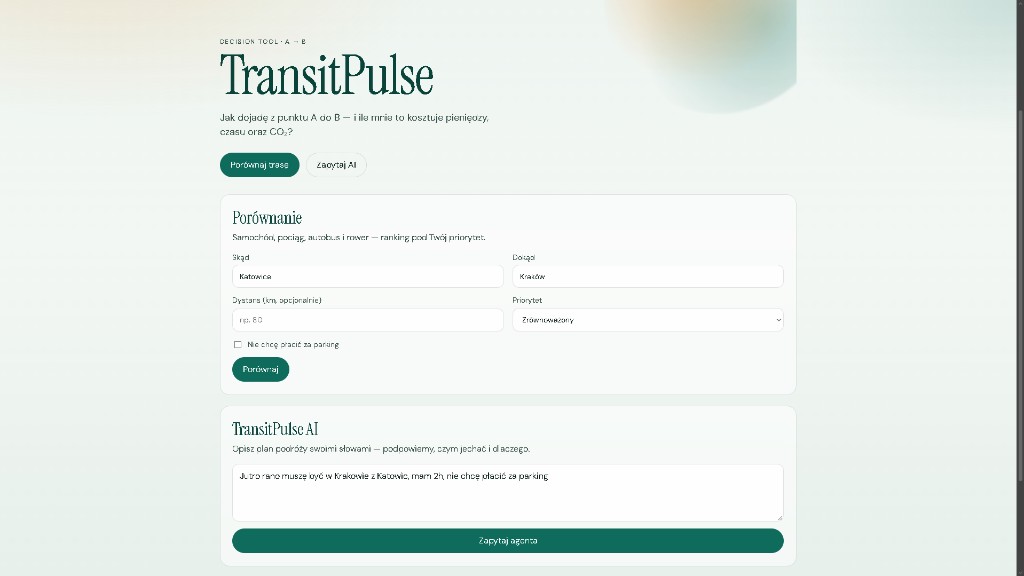 DECISION TOOL · A → B
TransitPulse
Jak dojadę z punktu A do B — i ile mnie to kosztuje pieniędzy,
czasu oraz CO₂?
Porównaj trasę
Zapytaj AI
Porównanie
Samochód, pociąg, autobus i rower — ranking pod Twój priorytet.
Skąd
Dokąd
Katowice
Kraków
Dystans (km, opcjonalnie)
Priorytet
np. 80
Zrównoważony
Nie chcę płacić za parking
Porównaj
TransitPulse AI
Opisz plan podróży swoimi słowami — podpowiemy, czym jechać i dlaczego.
Jutro rano muszę być w Krakowie z Katowic, mam 2h, nie chcę płacić za parking
Zapytaj agenta